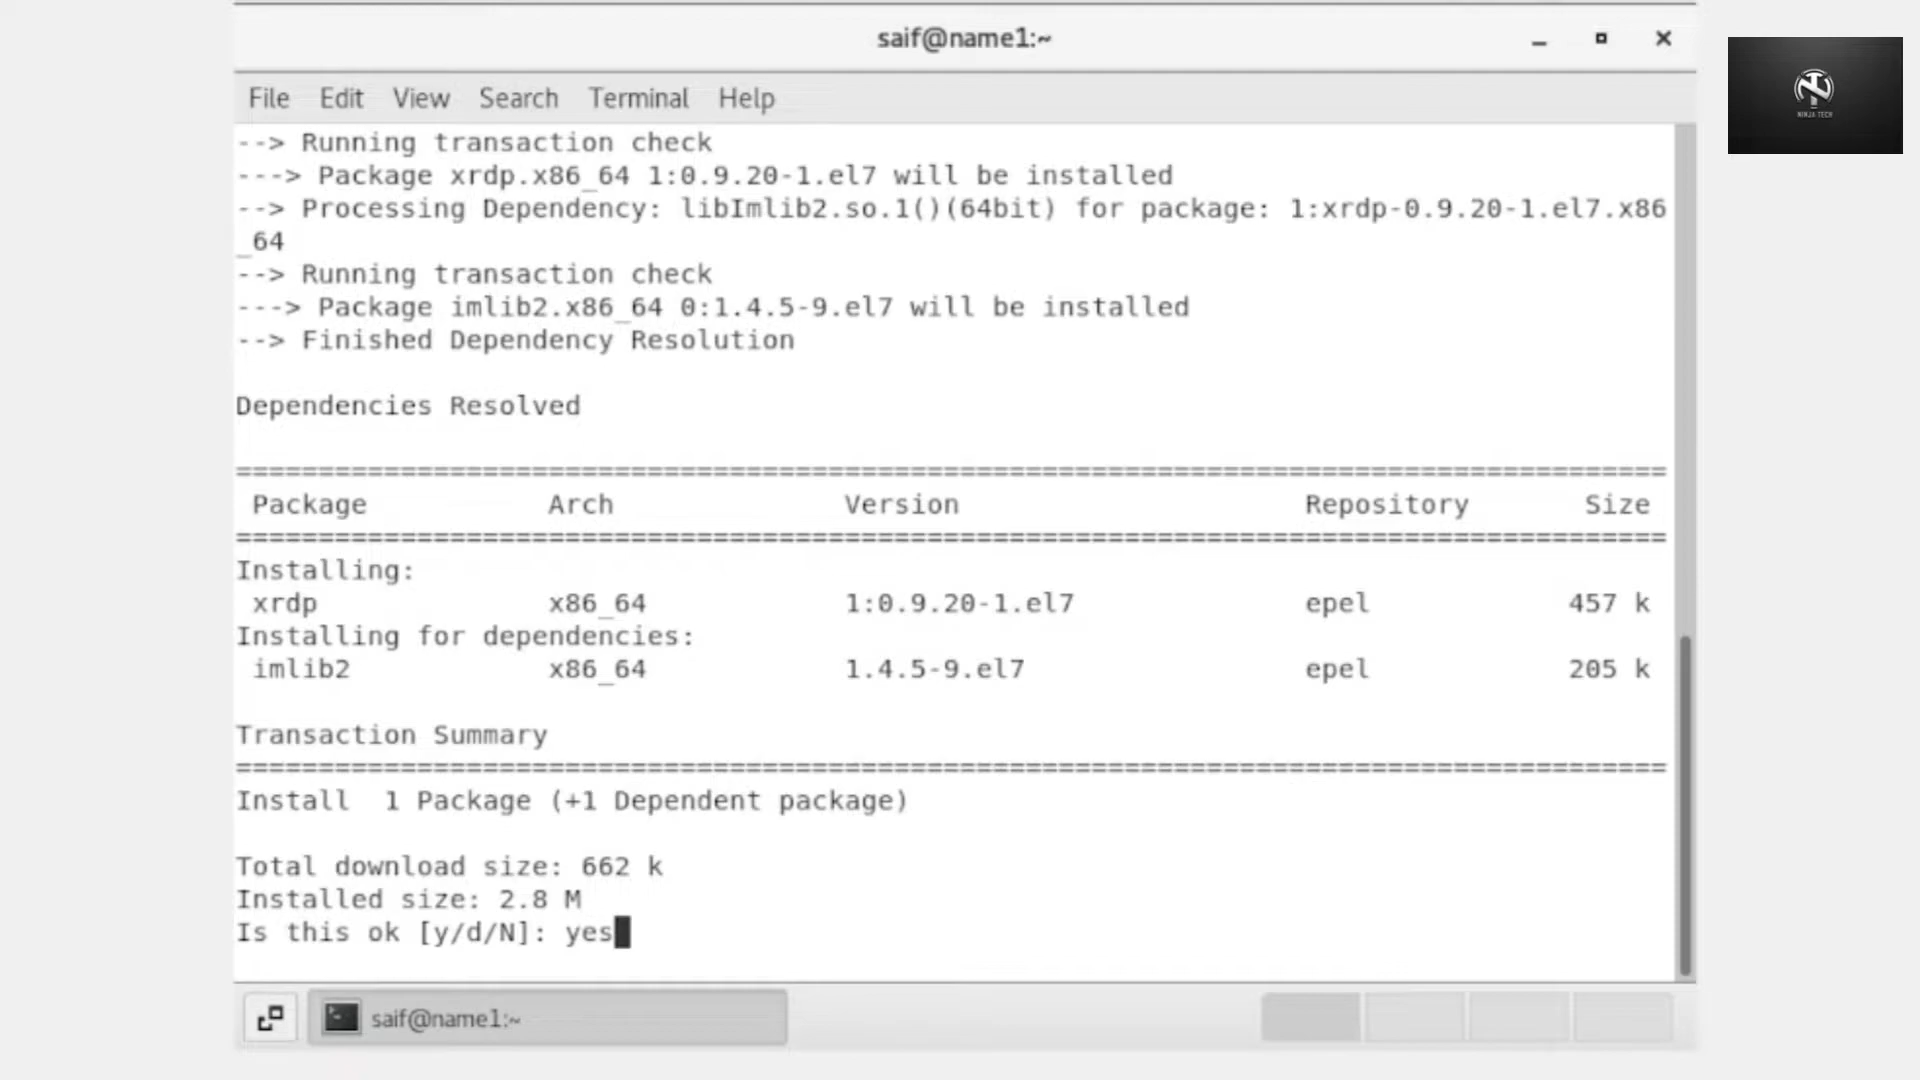 saif@name1:~
File Edit View Search Terminal Help
NINJA TECH
--> Running transaction check
---> Package xrdp.x86_64 1:0.9.20-1.el7 will be installed
--> Processing Dependency: libImlib2.so.1()(64bit) for package: 1:xrdp-0.9.20-1.el7.x86
_64
--> Running transaction check
---> Package imlib2.x86_64 0:1.4.5-9.el7 will be installed
--> Finished Dependency Resolution
Dependencies Resolved
=======================================================================================
Package Arch Version Repository Size
=======================================================================================
Installing:
xrdp x86_64 1:0.9.20-1.el7 epel 457 k
Installing for dependencies:
imlib2 x86_64 1.4.5-9.el7 epel 205 k
Transaction Summary
=======================================================================================
Install 1 Package (+1 Dependent package)
Total download size: 662 k
Installed size: 2.8 M
Is this ok [y/d/N]: yes
saif@name1:~